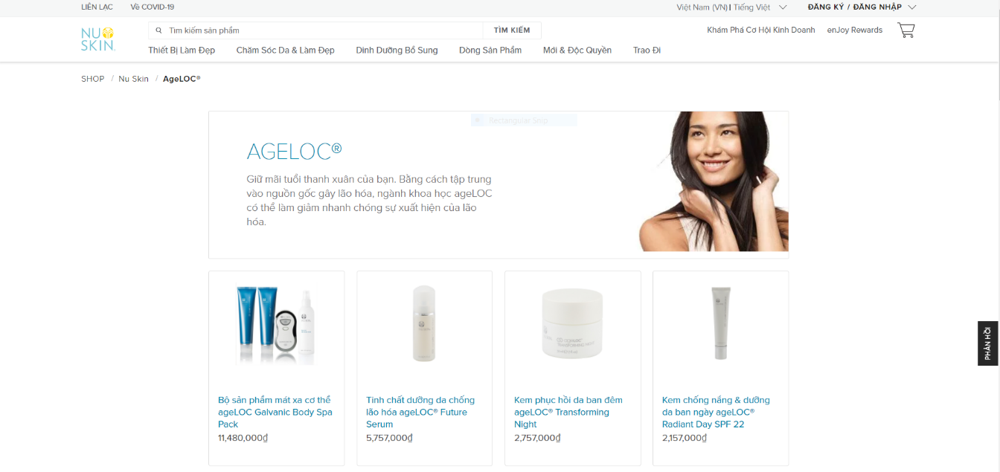 LIÊN LẠC
Về COVID-19
Việt Nam (VN) | Tiếng Việt
ĐĂNG KÝ / ĐĂNG NHẬP
NU
SKIN
Tìm kiếm sản phẩm
TÌM KIẾM
Khám Phá Cơ Hội Kinh Doanh
enJoy Rewards
Thiết Bị Làm Đẹp
Chăm Sóc Da & Làm Đẹp
Dinh Dưỡng Bổ Sung
Dòng Sản Phẩm
Mới & Độc Quyền
Trao Đi
SHOP / Nu Skin / AgeLOC®
Rectangular Snip
AGELOC®
Giữ mãi tuổi thanh xuân của bạn. Bằng cách tập trung
vào nguồn gốc gây lão hóa, ngành khoa học ageLOC
có thể làm giảm nhanh chóng sự xuất hiện của lão
hóa.
PHẢN HỒI
Bộ sản phẩm mát xa cơ thể
ageLOC Galvanic Body Spa
Pack
11,480,000₫
Tinh chất dưỡng da chống
lão hóa ageLOC® Future
Serum
5,757,000₫
Kem phục hồi da ban đêm
ageLOC® Transforming
Night
2,757,000₫
Kem chống nắng & dưỡng
da ban ngày ageLOC®
Radiant Day SPF 22
2,157,000₫